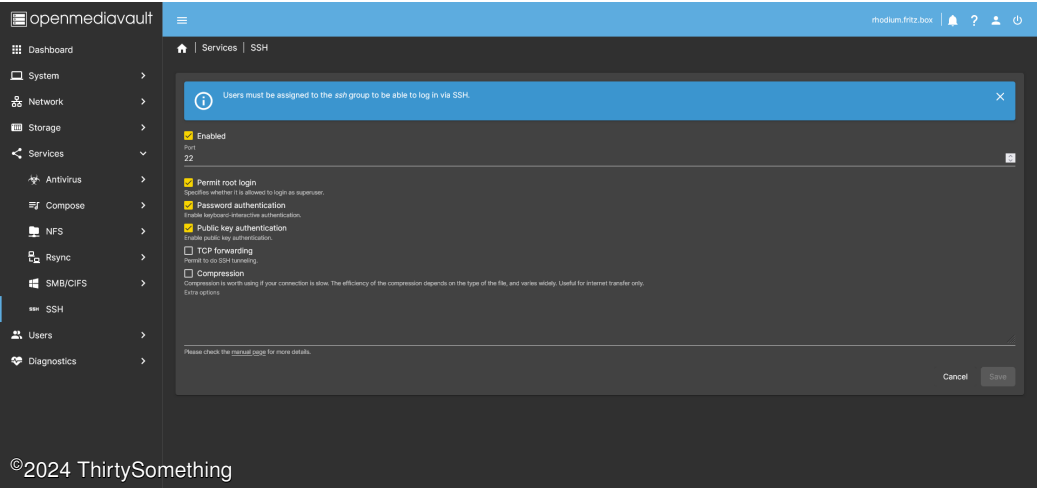 openmediavault
rhodium.fritz.box
Dashboard
System
Network
Storage
Services
Antivirus
Compose
NFS
Rsync
SMB/CIFS
SSH
SSH
Users
Diagnostics
Services | SSH
Users must be assigned to the ssh group to be able to log in via SSH.
Enabled
Port
22
Permit root login
Specifies whether it is allowed to login as superuser.
Password authentication
Enable keyboard-interactive authentication.
Public key authentication
Enable public key authentication.
TCP forwarding
Permit to do SSH tunneling.
Compression
Compression is worth using if your connection is slow. The efficiency of the compression depends on the type of the file, and varies widely. Useful for internet transfer only.
Extra options
Please check the manual page for more details.
Cancel
Save
©2024 ThirtySomething